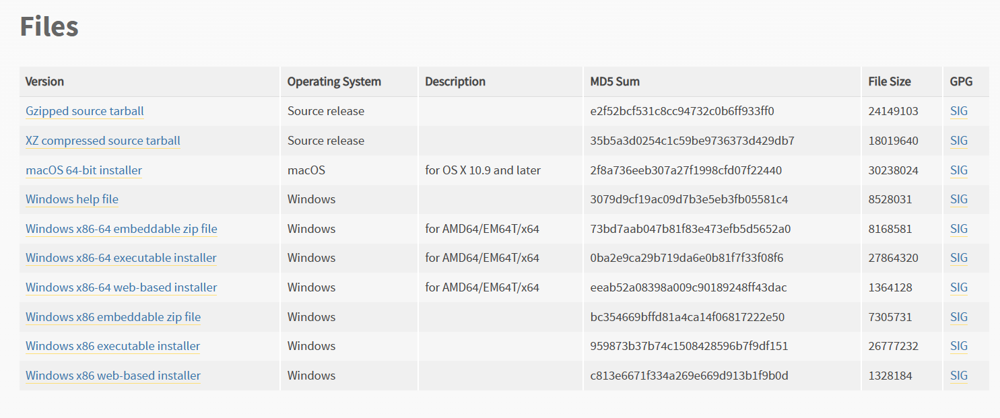 Files
Version Operating System Description MD5 Sum File Size GPG
Gzipped source tarball Source release e2f52bcf531c8cc94732c0b6ff933ff0 24149103 SIG
XZ compressed source tarball Source release 35b5a3d0254c1c59be9736373d429db7 18019640 SIG
macOS 64-bit installer macOS for OS X 10.9 and later 2f8a736eeb307a27f1998cfd07f22440 30238024 SIG
Windows help file Windows 3079d9cf19ac09d7b3e5eb3fb05581c4 8528031 SIG
Windows x86-64 embeddable zip file Windows for AMD64/EM64T/x64 73bd7aab047b81f83e473efb5d5652a0 8168581 SIG
Windows x86-64 executable installer Windows for AMD64/EM64T/x64 0ba2e9ca29b719da6e0b81f7f33f08f6 27864320 SIG
Windows x86-64 web-based installer Windows for AMD64/EM64T/x64 eeab52a08398a009c90189248ff43dac 1364128 SIG
Windows x86 embeddable zip file Windows bc354669bffd81a4ca14f06817222e50 7305731 SIG
Windows x86 executable installer Windows 959873b37b74c1508428596b7f9df151 26777232 SIG
Windows x86 web-based installer Windows c813e6671f334a269e669d913b1f9b0d 1328184 SIG